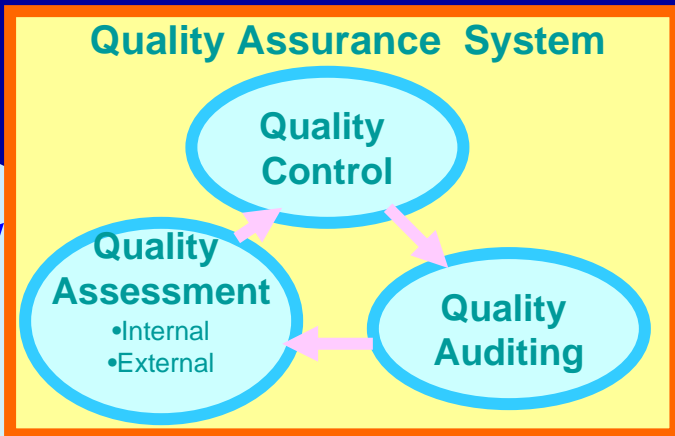 Quality Assurance System
Quality
Control
Quality
Assessment
•Internal
•External
Quality
Auditing